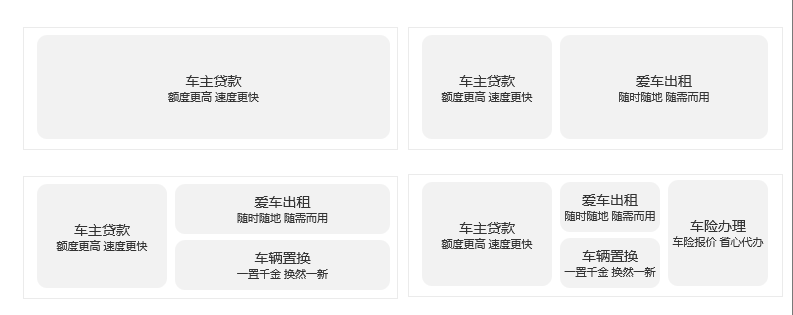 车主贷款
额度更高 速度更快
车主贷款
额度更高 速度更快
爱车出租
随时随地 随需而用
车主贷款
额度更高 速度更快
爱车出租
随时随地 随需而用
车辆置换
一置千金 换然一新
车主贷款
额度更高 速度更快
爱车出租
随时随地 随需而用
车辆置换
一置千金 换然一新
车险办理
车险报价 省心代办